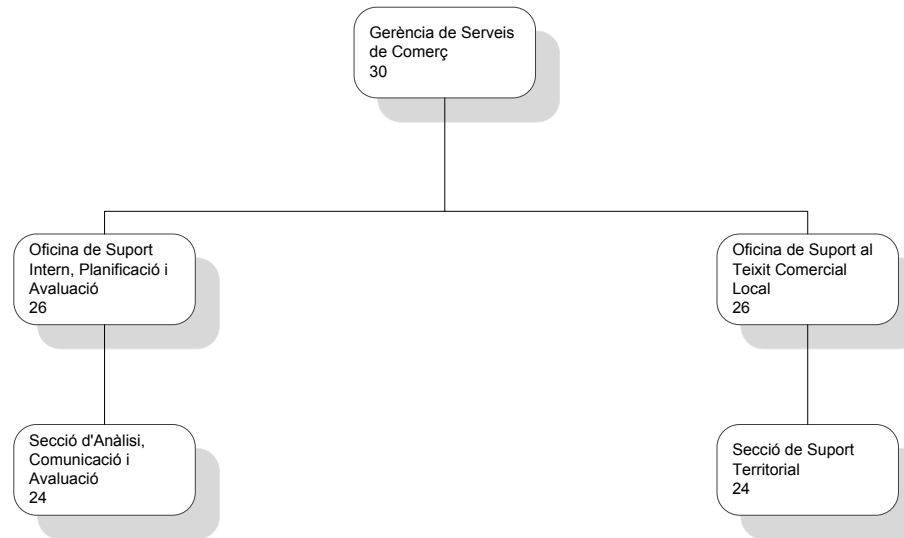 Gerència de Serveis
de Comerç
30
Oficina de Suport
Intern, Planificació i
Avaluació
26
Oficina de Suport al
Teixit Comercial
Local
26
Secció d'Anàlisi,
Comunicació i
Avaluació
24
Secció de Suport
Territorial
24